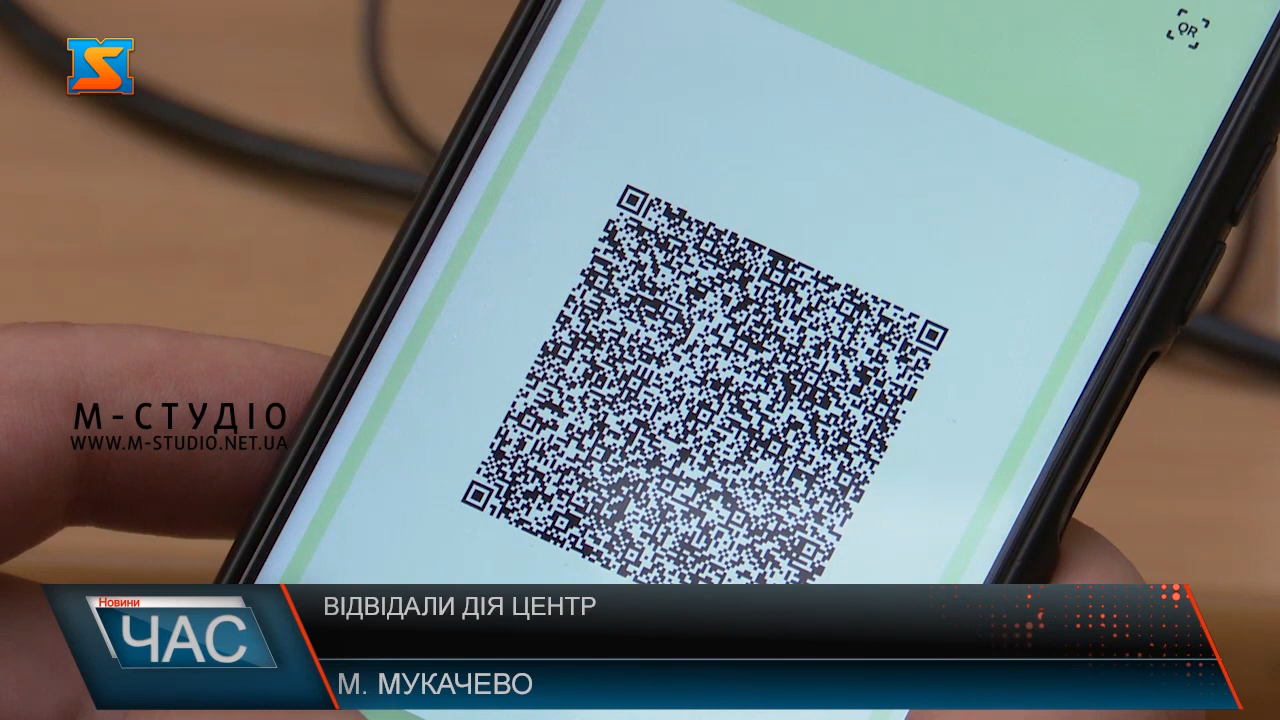 QR
М-СТУДІО
WWW.M-STUDIO.NET.UA
Новини
ЧАС
ВІДВІДАЛИ ДІЯ ЦЕНТР
М. МУКАЧЕВО